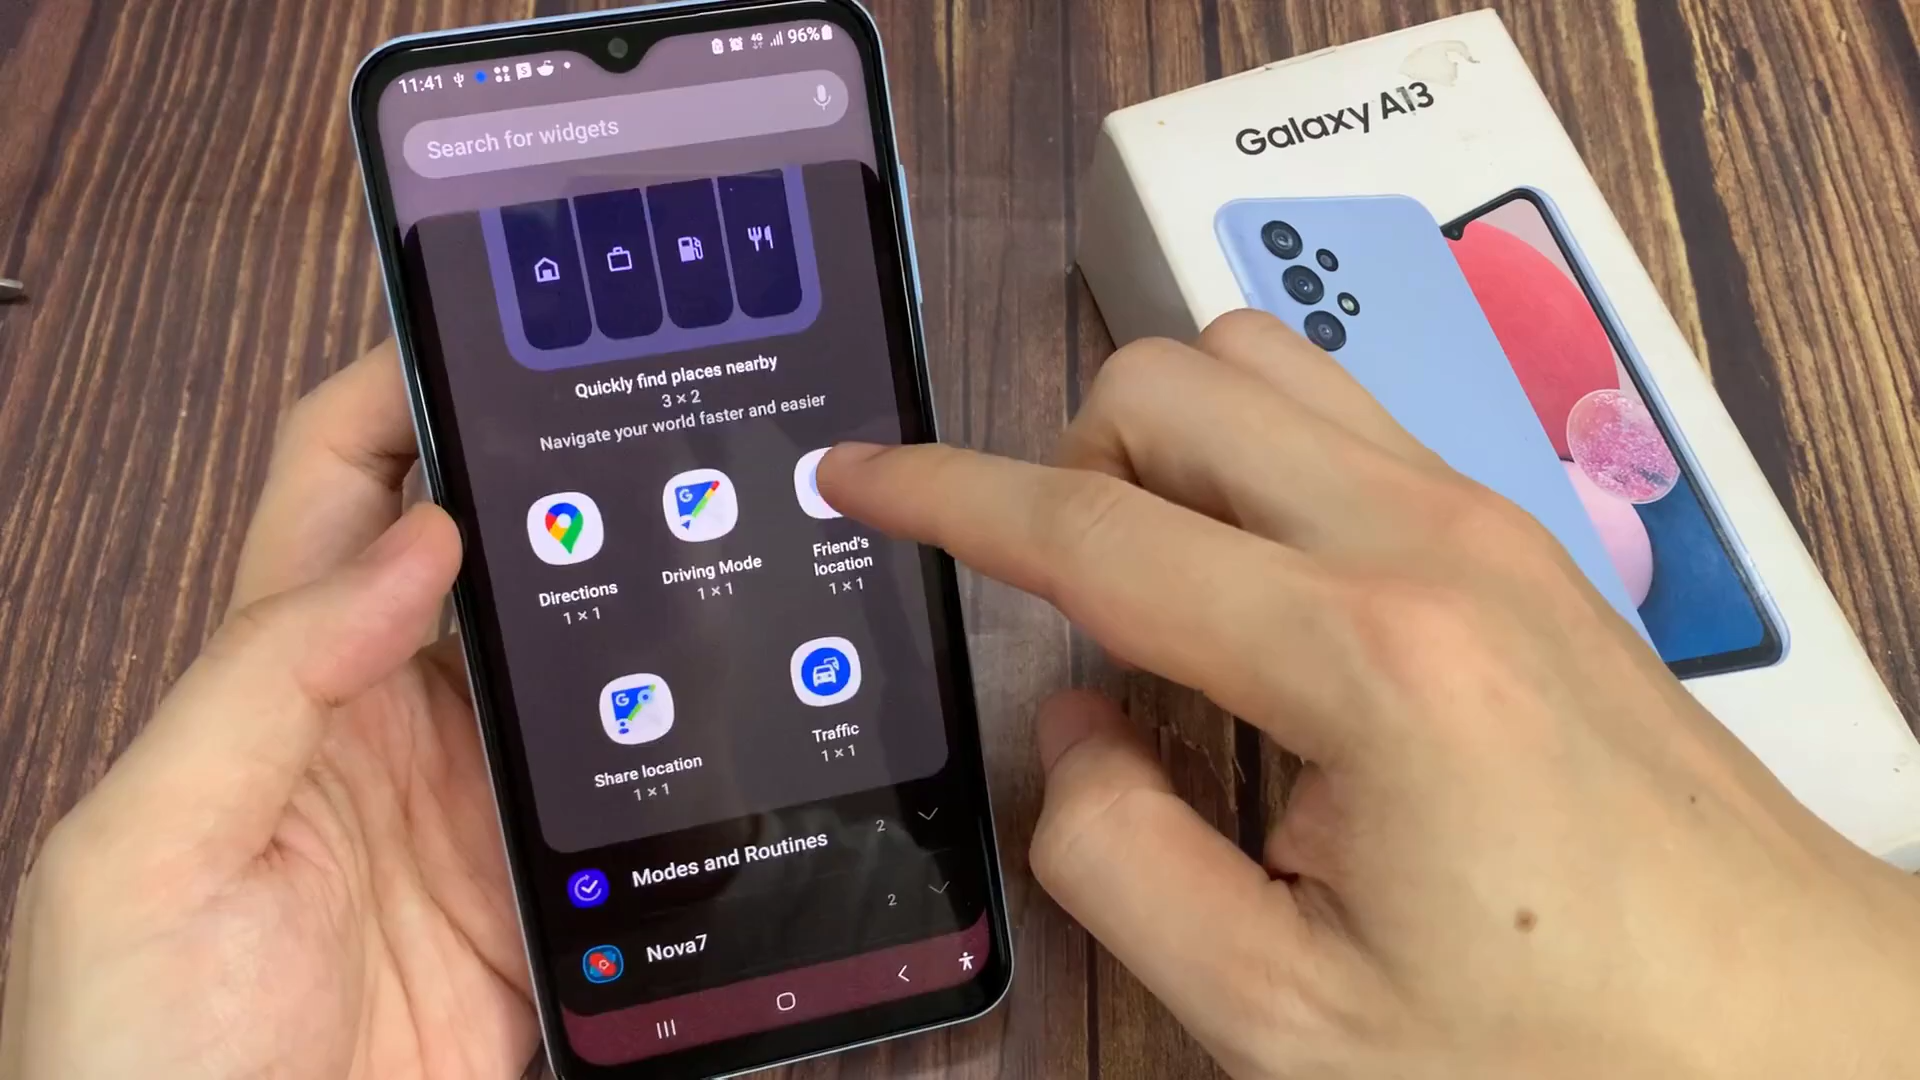 11:41
4G
96%
Search for widgets
Quickly find places nearby
3 × 2
Navigate your world faster and easier
Directions
1 × 1
Driving Mode
1 × 1
Friend's
location
1 × 1
Share location
1 × 1
Traffic
1 × 1
Modes and Routines
2
Nova7
2
Galaxy A13